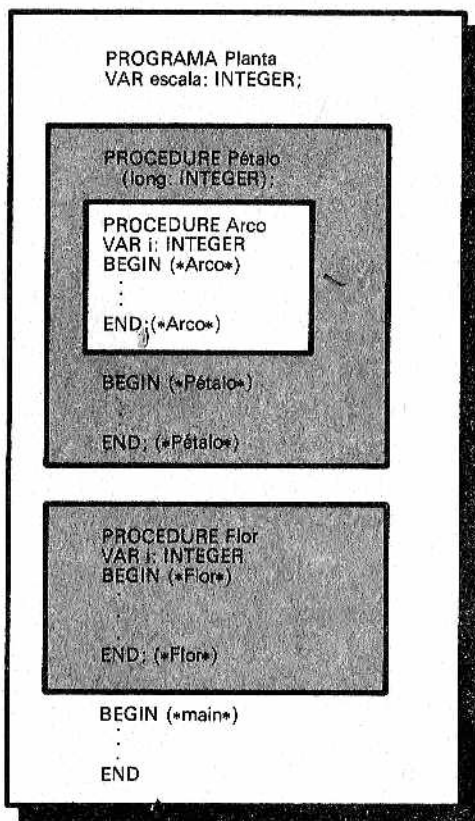 PROGRAMA Planta
VAR escala: INTEGER;
PROCEDURE Pétalo
(long: INTEGER);
PROCEDURE Arco
VAR i: INTEGER
BEGIN (*Arco*)
.
.
.
END;(*Arco*)
BEGIN (*Pétalo*)
.
.
END; (*Pétalo*)
PROCEDURE Flor
VAR i: INTEGER
BEGIN (*Flor*)
.
.
.
END; (*Flor*)
BEGIN (*main*)
.
.
END